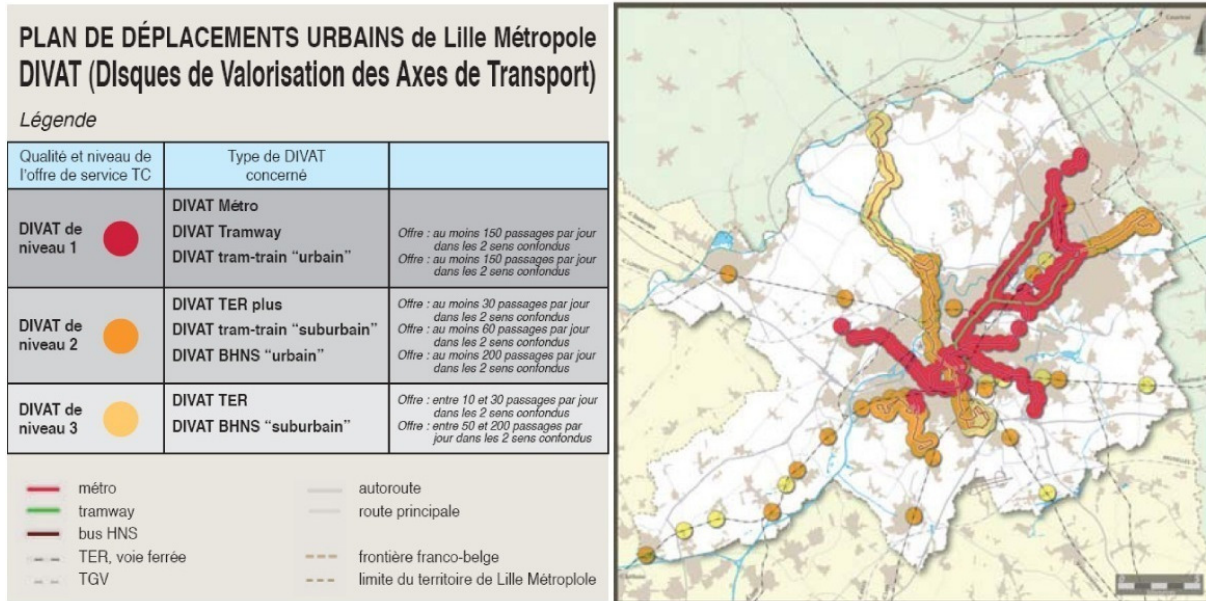 PLAN DE DÉPLACEMENTS URBAINS de Lille Métropole
DIVAT (DIsques de Valorisation des Axes de Transport)
Légende
Qualité et niveau de
l'offre de service TC
Type de DIVAT
concerné
DIVAT de
niveau 1
DIVAT Métro
DIVAT Tramway
DIVAT tram-train "urbain"
Offre : au moins 150 passages par jour
dans les 2 sens confondus
Offre : au moins 150 passages par jour
dans les 2 sens confondus
DIVAT de
niveau 2
DIVAT TER plus
DIVAT tram-train "suburbain"
DIVAT BHNS "urbain"
Offre : au moins 30 passages par jour
dans les 2 sens confondus
Offre : au moins 60 passages par jour
dans les 2 sens confondus
Offre : au moins 200 passages par jour
dans les 2 sens confondus
DIVAT de
niveau 3
DIVAT TER
DIVAT BHNS "suburbain"
Offre : entre 10 et 30 passages par jour
dans les 2 sens confondus
Offre : entre 50 et 200 passages par
jour dans les 2 sens confondus
métro
tramway
bus HNS
TER, voie ferrée
TGV
autoroute
route principale
frontière franco-belge
limite du territoire de Lille Métroplole